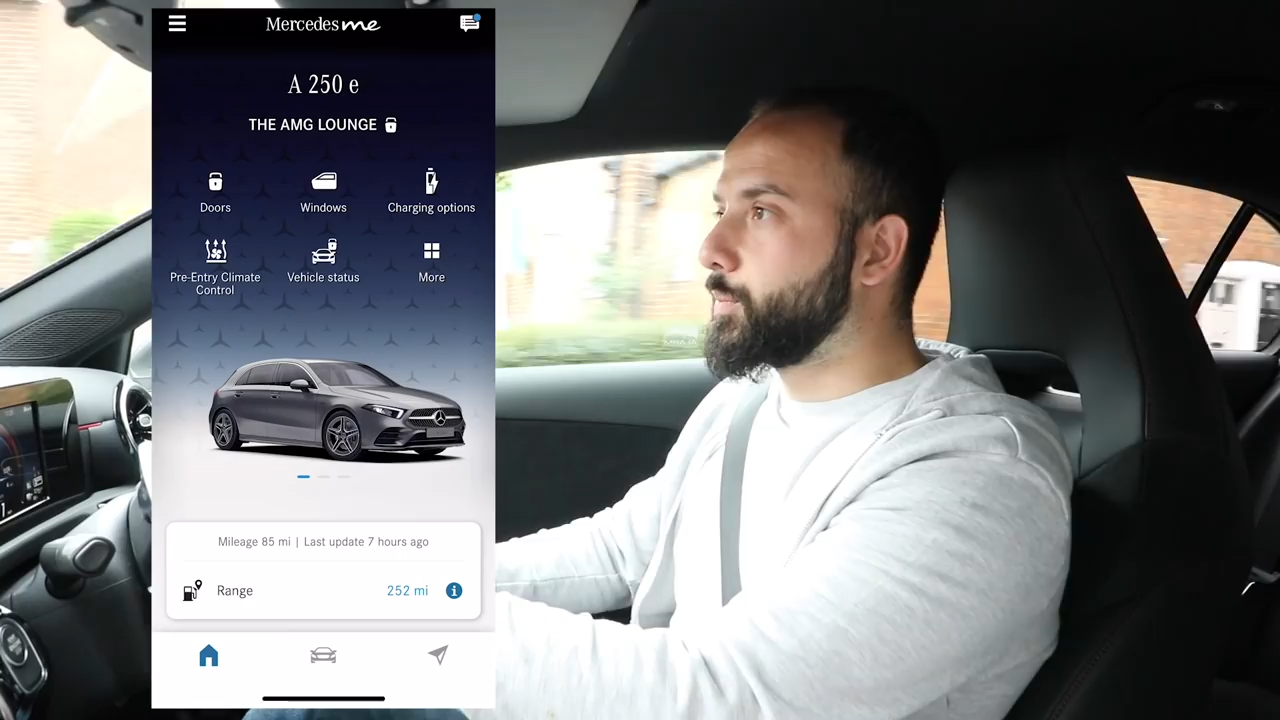 Mercedes me
A 250 e
THE AMG LOUNGE
Doors
Windows
Charging options
Pre-Entry Climate
Control
Vehicle status
More
Mileage 85 mi | Last update 7 hours ago
Range
252 mi